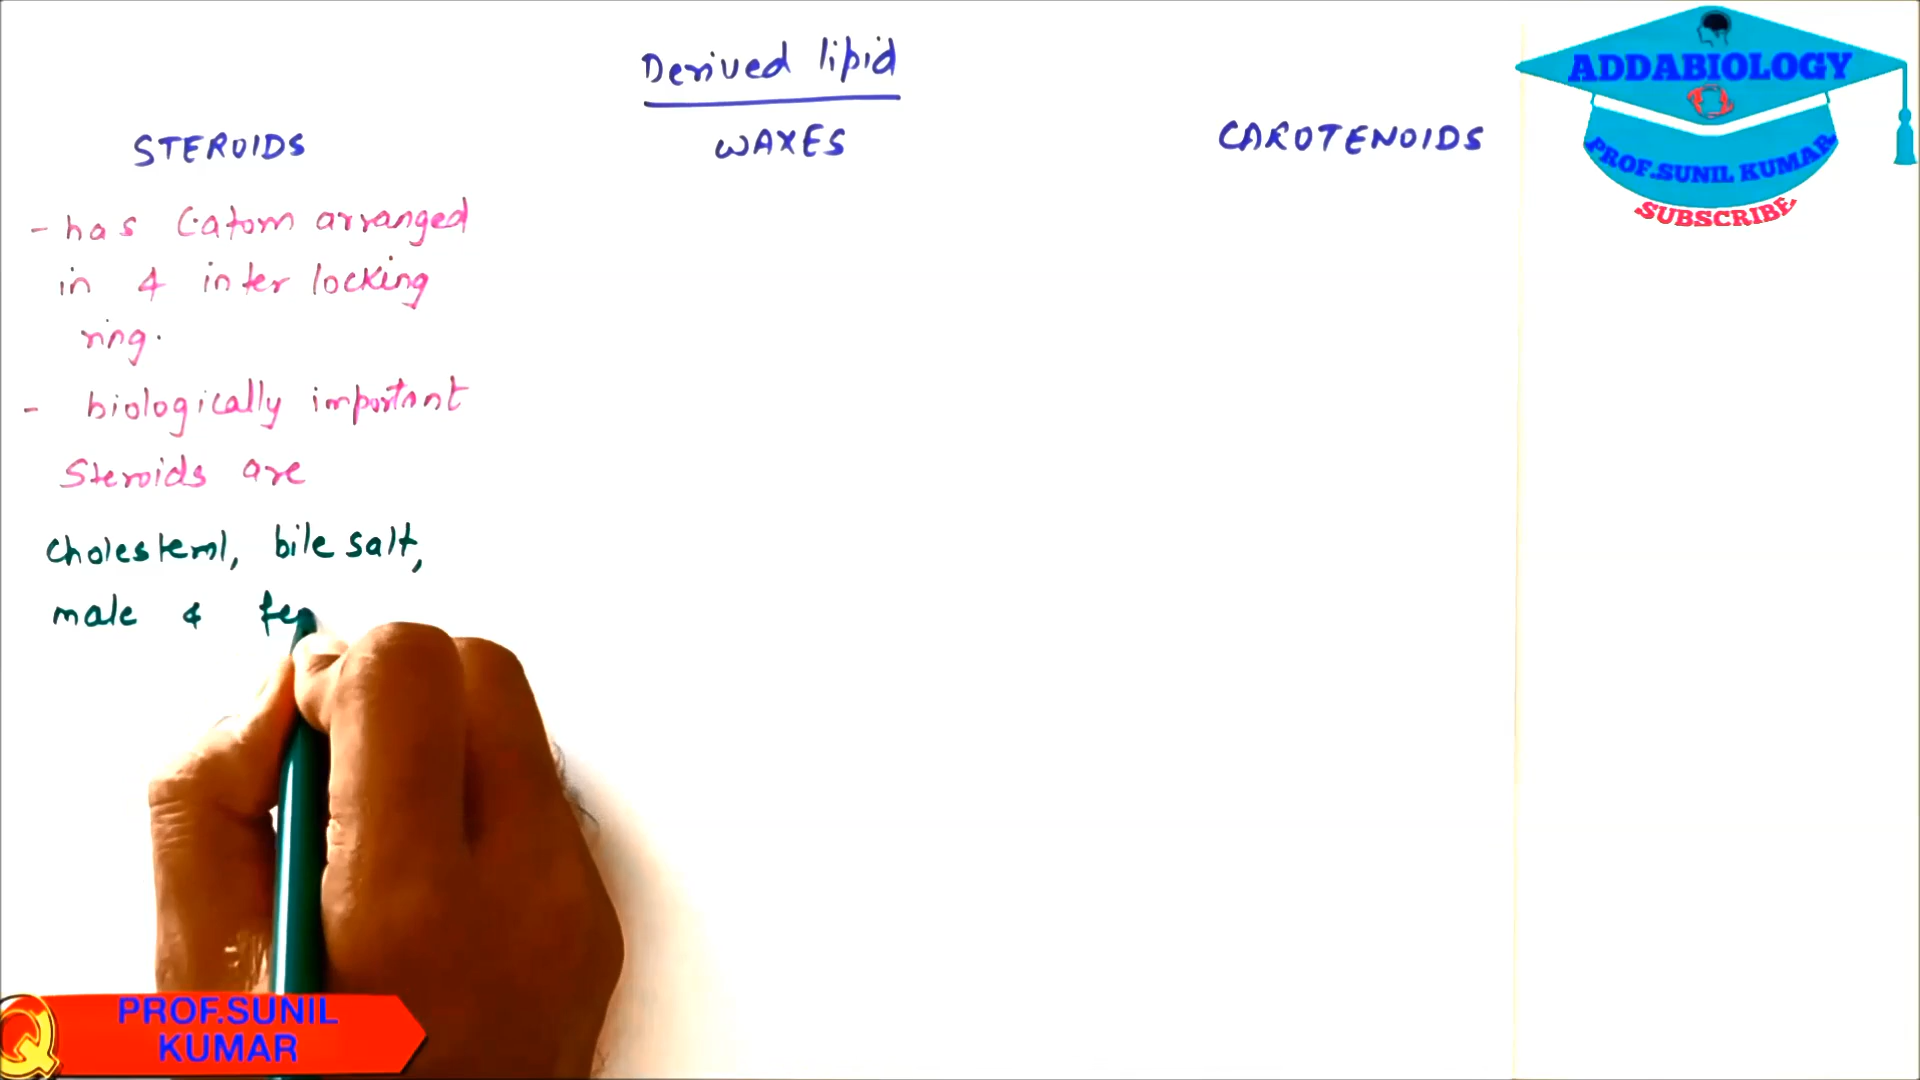 Derived lipid
STEROIDS
WAXES
CAROTENOIDS
- has C·atom arranged
in 4 inter locking
ring.
- biologically important
Steroids are
cholesterol, bile salt,
male & fem
ADDABIOLOGY
PROF.SUNIL KUMAR
SUBSCRIBE
PROF.SUNIL
KUMAR